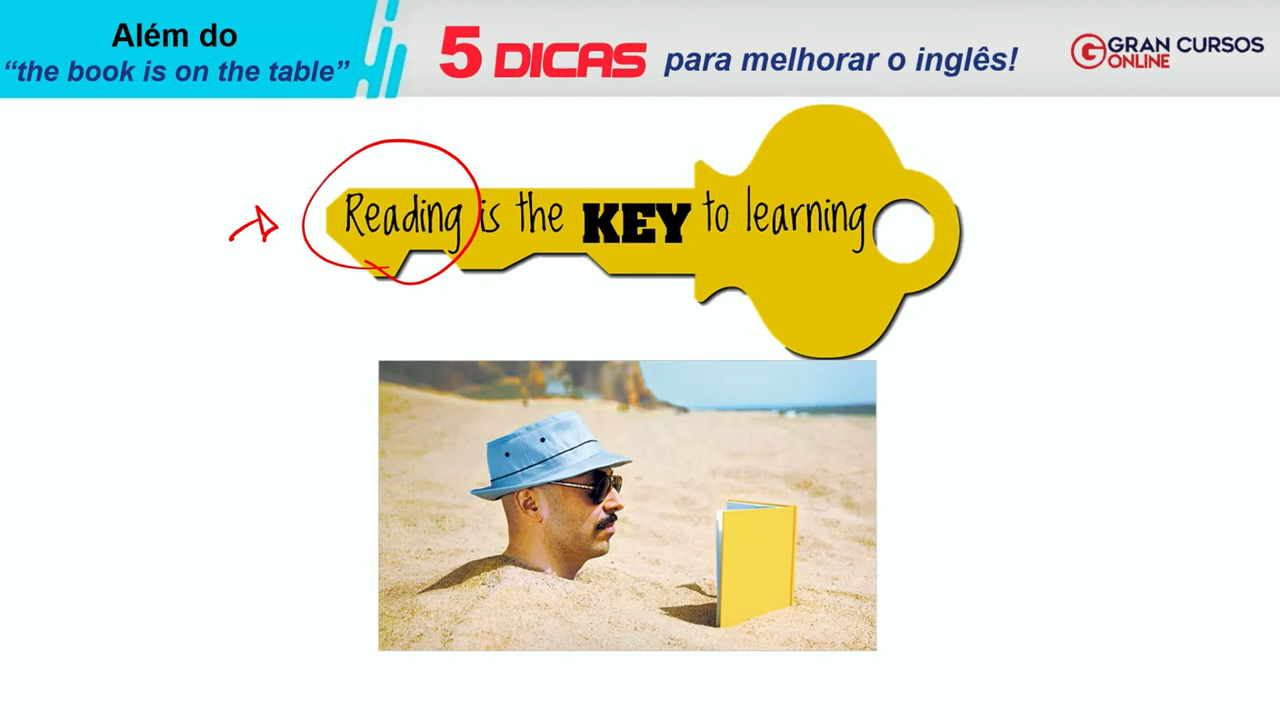 Além do
“the book is on the table”
5 DICAS para melhorar o inglês!
GRAN CURSOS
ONLINE
Reading is the KEY to learning